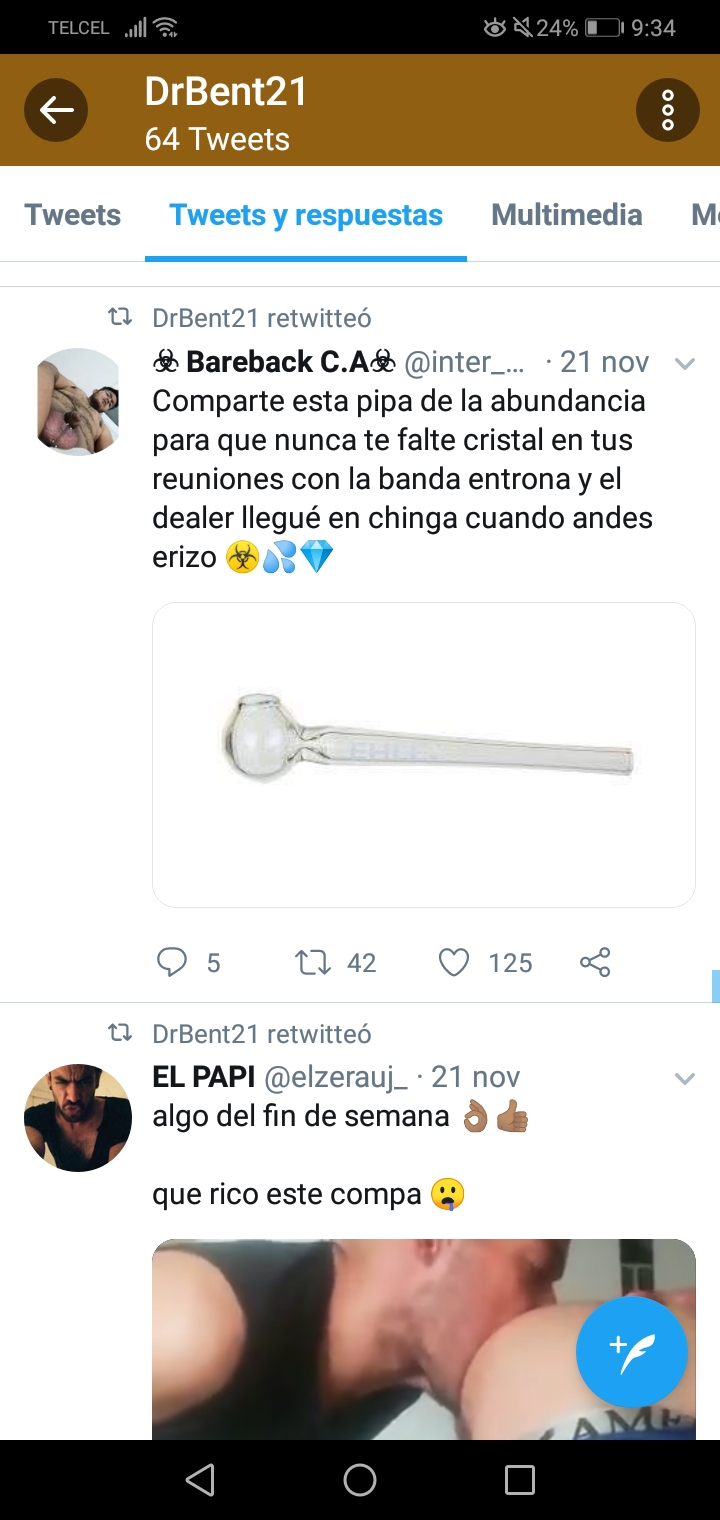 TELCEL 24% 9:34
DrBent21
64 Tweets
Tweets Tweets y respuestas Multimedia M
DrBent21 retwitteó
☣ Bareback C.A☣ @inter_... · 21 nov
Comparte esta pipa de la abundancia
para que nunca te falte cristal en tus
reuniones con la banda entrona y el
dealer llegué en chinga cuando andes
erizo ☣️💦💎
5 42 125
DrBent21 retwitteó
EL PAPI @elzerauj_ · 21 nov
algo del fin de semana 👌🏽👍🏽
que rico este compa 🤤